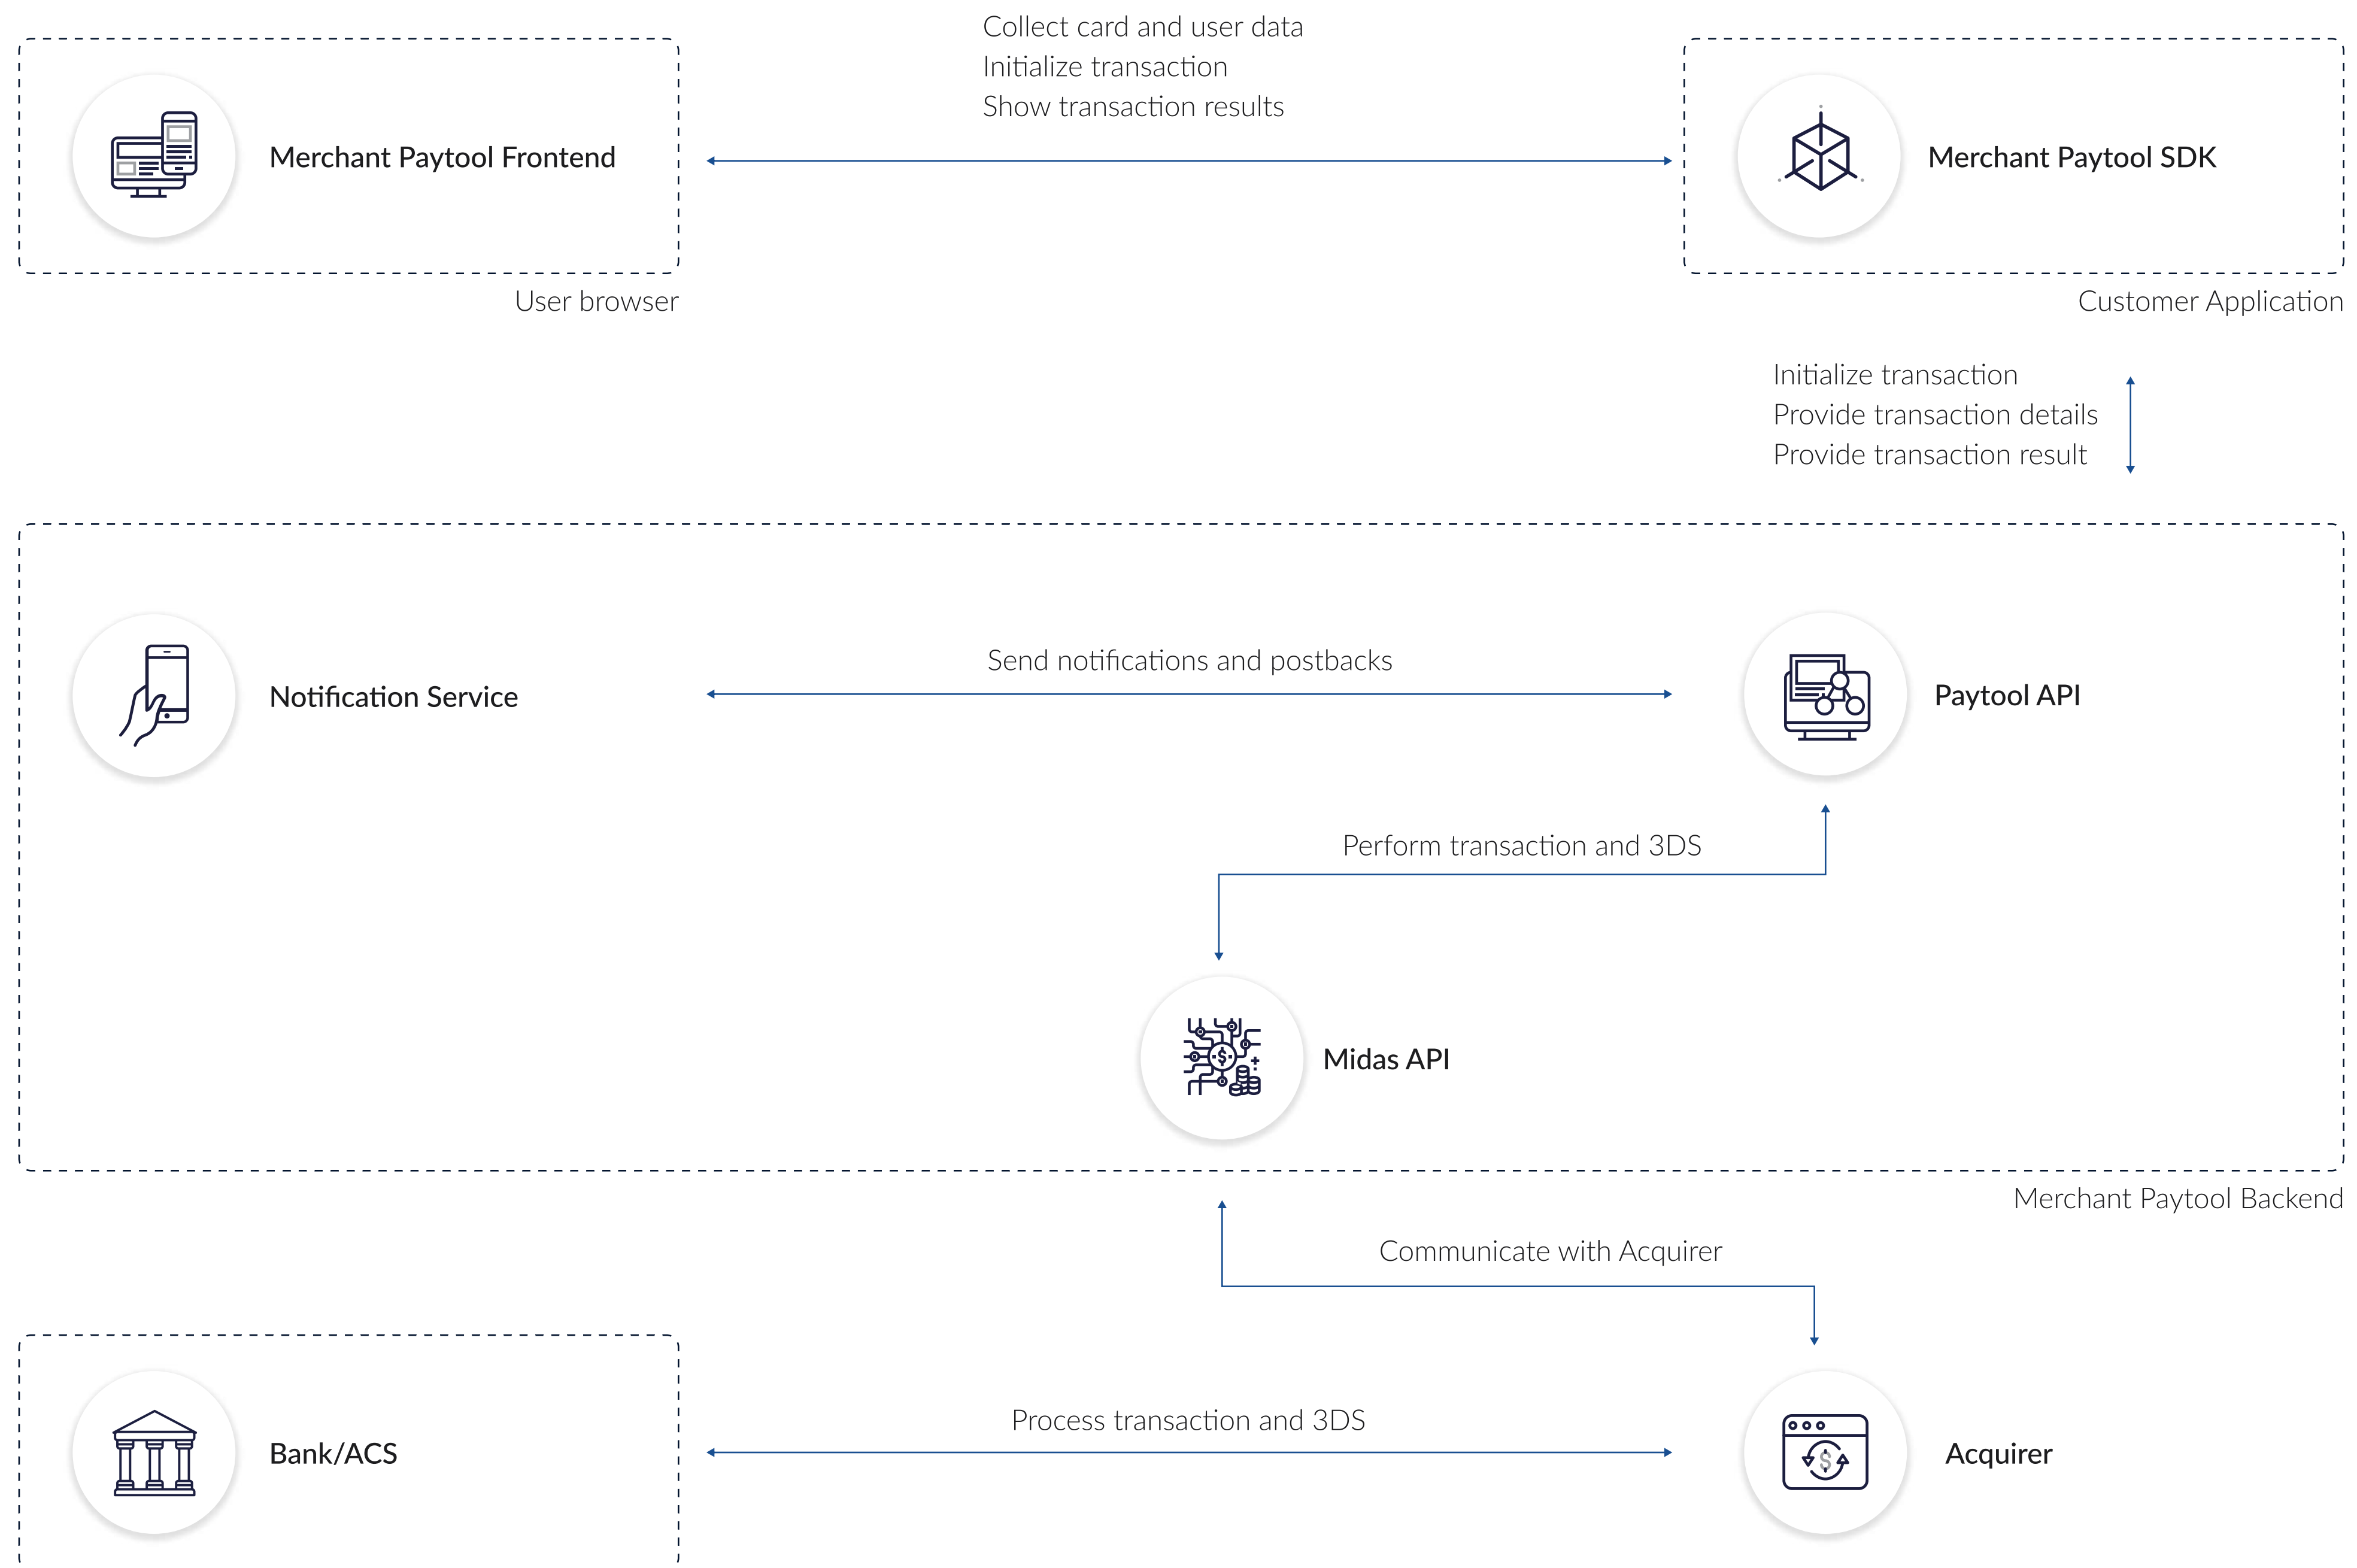 Collect card and user data
Initialize transaction
Show transaction results
Merchant Paytool Frontend
Merchant Paytool SDK
User browser
Customer Application
Initialize transaction
Provide transaction details
Provide transaction result
Send notifications and postbacks
Notification Service
Paytool API
Perform transaction and 3DS
$
Midas API
Merchant Paytool Backend
Communicate with Acquirer
Process transaction and 3DS
Bank/ACS
$
Acquirer